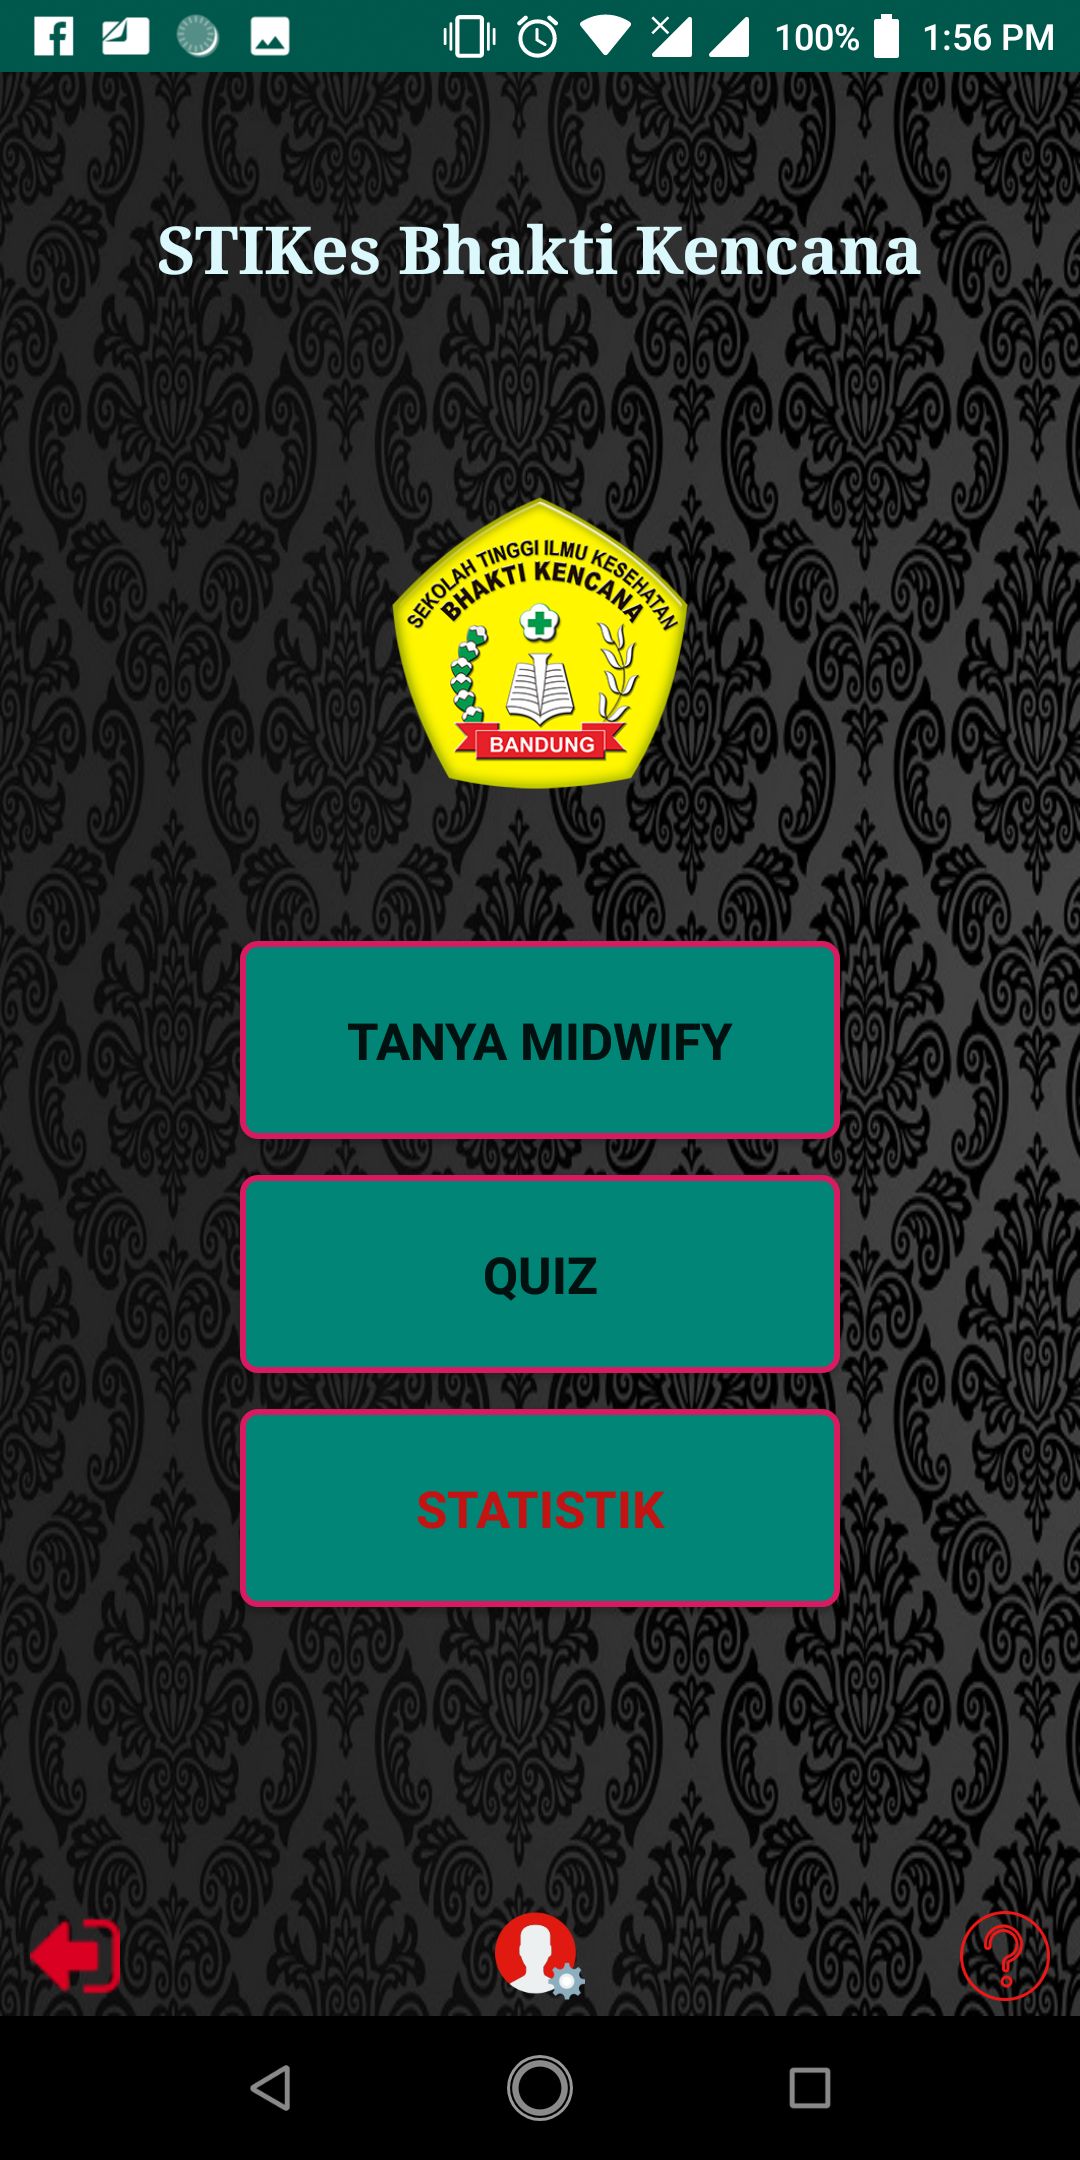 100% 1:56 PM
STIKes Bhakti Kencana
SEKOLAH TINGGI ILMU KESEHATAN
BHAKTI KENCANA
BANDUNG
TANYA MIDWIFY
QUIZ
STATISTIK